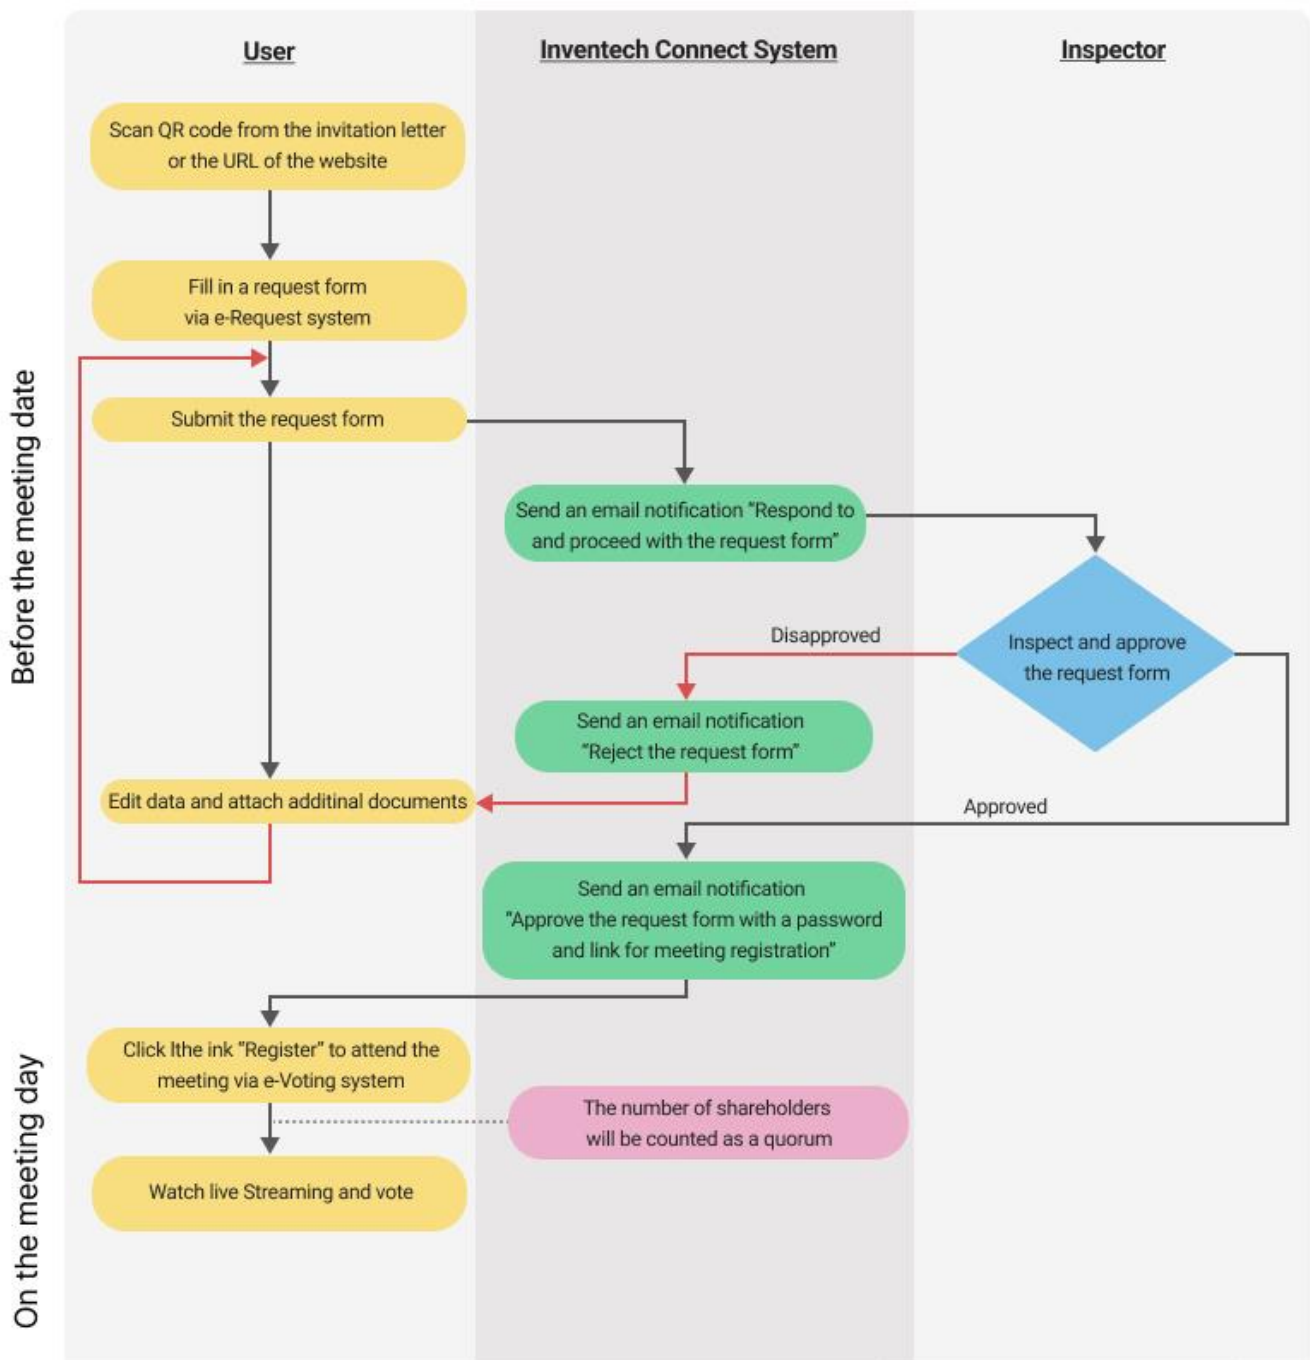 User
Inventech Connect System
Inspector
Scan QR code from the invitation letter
or the URL of the website
Fill in a request form
via e-Request system
Before the meeting date
Submit the request form
Send an email notification “Respond to
and proceed with the request form”
Disapproved
Inspect and approve
the request form
Send an email notification
“Reject the request form”
Edit data and attach additinal documents
Approved
Send an email notification
“Approve the request form with a password
and link for meeting registration”
On the meeting day
Click lthe ink “Register” to attend the
meeting via e-Voting system
The number of shareholders
will be counted as a quorum
Watch live Streaming and vote